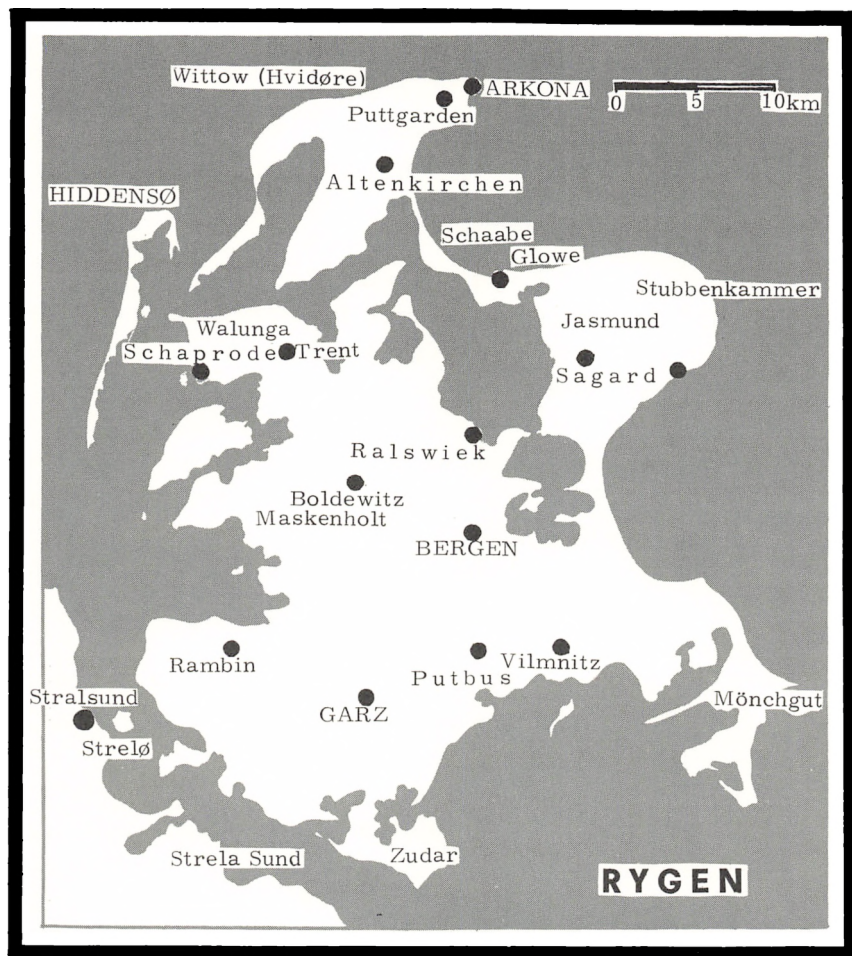 Wittow (Hvidøre)
ARKONA
0 5 10km
Puttgarden
Altenkirchen
HIDDENSØ
Schaabe
Glowe
Stubbenkammer
Walunga
Jasmund
Schaprode Trent
Sagard
Ralswiek
Boldewitz
Maskenholt
BERGEN
Rambin
Putbus
Vilmnitz
Stralsund
GARZ
Mönchgut
Strelø
Strela Sund
Zudar
RYGEN